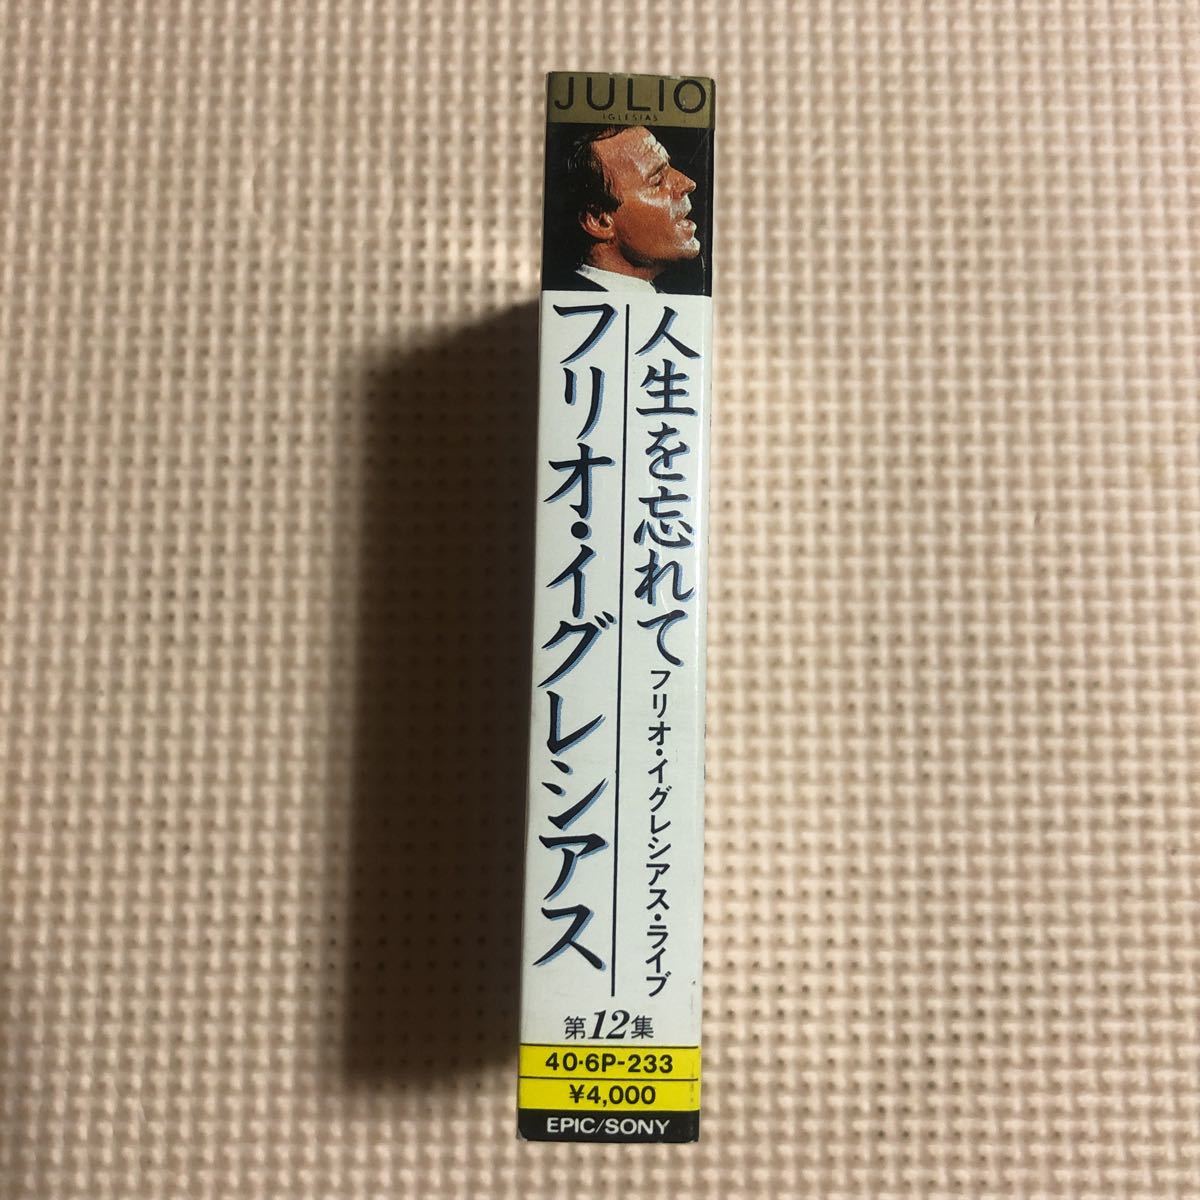 JULIO
IGLESIAS
人生を忘れて
フリオ・イグレシアス・ライブ
フリオ・イグレシアス
第12集
40·6P-233
¥4,000
EPIC/SONY